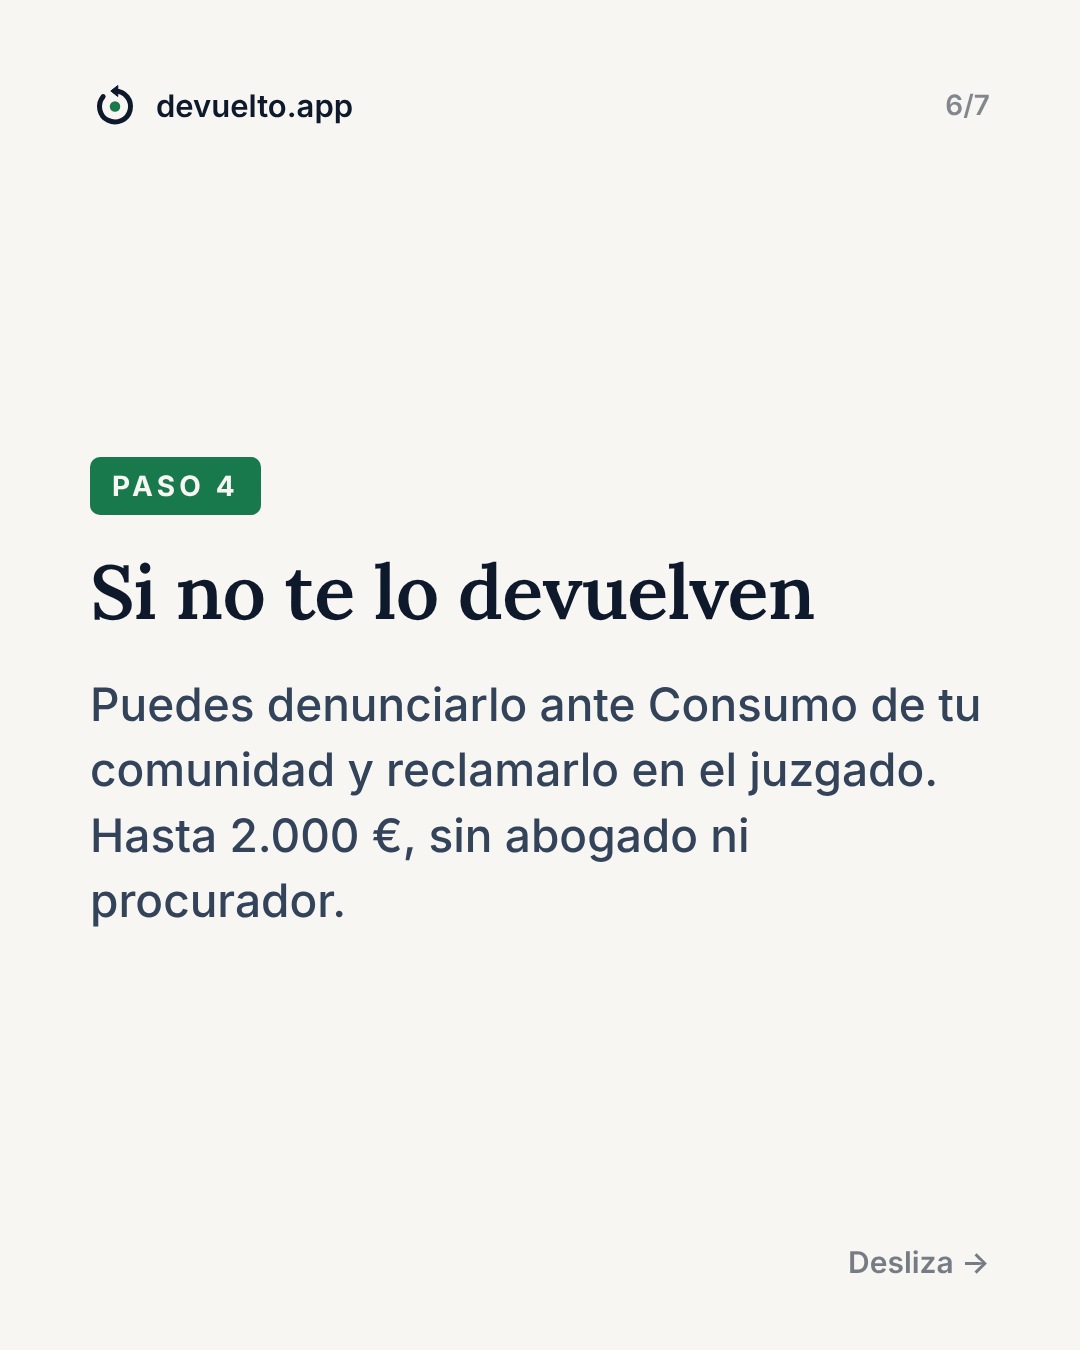 devuelto.app
6/7
PASO 4
Si no te lo devuelven
Puedes denunciarlo ante Consumo de tu
comunidad y reclamarlo en el juzgado.
Hasta 2.000 €, sin abogado ni
procurador.
Desliza →